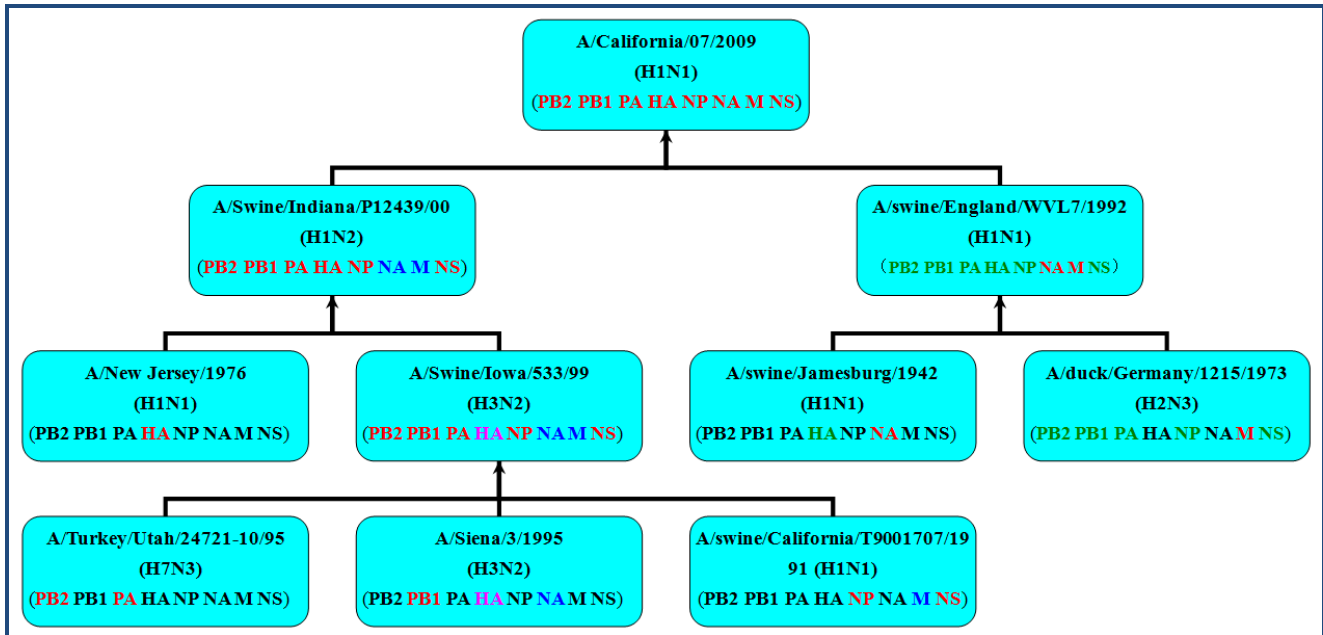 A/California/07/2009
(H1N1)
(PB2 PB1 PA HA NP NA M NS)
A/Swine/Indiana/P12439/00
(H1N2)
(PB2 PB1 PA HA NP NA M NS)
A/swine/England/WVL7/1992
(H1N1)
（PB2 PB1 PA HA NP NA M NS）
A/New Jersey/1976
(H1N1)
(PB2 PB1 PA HA NP NA M NS)
A/Swine/Iowa/533/99
(H3N2)
(PB2 PB1 PA HA NP NA M NS)
A/swine/Jamesburg/1942
(H1N1)
(PB2 PB1 PA HA NP NA M NS)
A/duck/Germany/1215/1973
(H2N3)
(PB2 PB1 PA HA NP NA M NS)
A/Turkey/Utah/24721-10/95
(H7N3)
(PB2 PB1 PA HA NP NA M NS)
A/Siena/3/1995
(H3N2)
(PB2 PB1 PA HA NP NA M NS)
A/swine/California/T9001707/19
91 (H1N1)
(PB2 PB1 PA HA NP NA M NS)